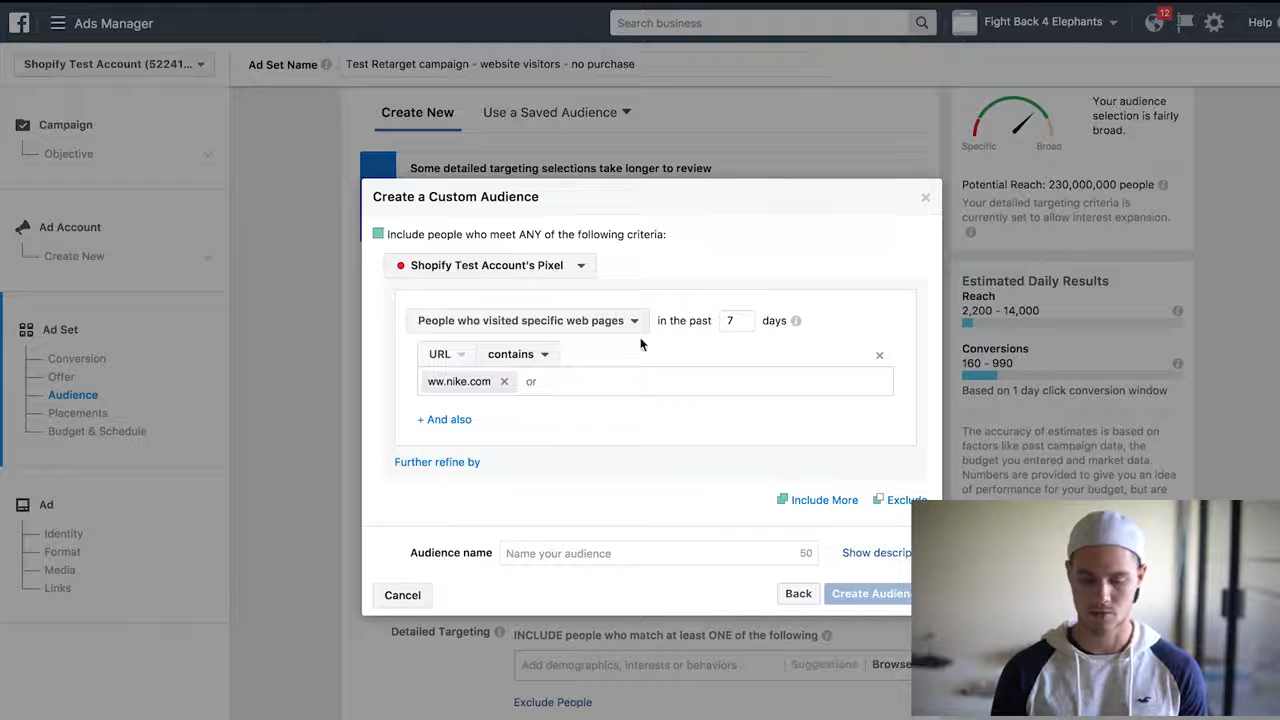 Ads Manager
Search business
Fight Back 4 Elephants
12
Help
Shopify Test Account (52241...
Ad Set Name
Test Retarget campaign - website visitors - no purchase
Campaign
Objective
Ad Account
Create New
Ad Set
Conversion
Offer
Audience
Placements
Budget & Schedule
Ad
Identity
Format
Media
Links
Create New
Use a Saved Audience
Some detailed targeting selections take longer to review
Create a Custom Audience
Include people who meet ANY of the following criteria:
Shopify Test Account's Pixel
People who visited specific web pages in the past 7 days
URL contains
ww.nike.com or
+ And also
Further refine by
Include More
Exclude
Audience name
Name your audience
50
Show descrip
Cancel
Back
Create Audien
Detailed Targeting
INCLUDE people who match at least ONE of the following
Add demographics, interests or behaviors
Suggestions
Browse
Exclude People
Specific
Broad
Your audience
selection is fairly
broad.
Potential Reach: 230,000,000 people
Your detailed targeting criteria is
currently set to allow interest expansion.
Estimated Daily Results
Reach
2,200 - 14,000
Conversions
160 - 990
Based on 1 day click conversion window
The accuracy of estimates is based on
factors like past campaign data, the
budget you entered and market data.
Numbers are provided to give you an idea
of performance for your budget, but are